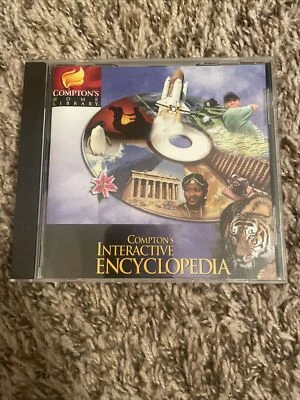 COMPTON'S
HOME
LIBRARY
COMPTON'S
INTERACTIVE
ENCYCLOPEDIA